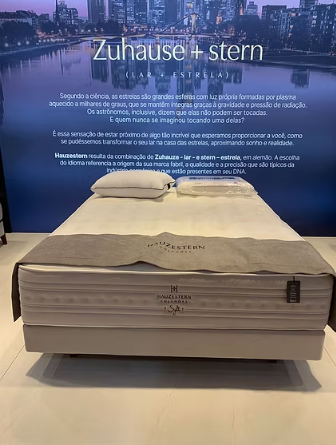 Zuhause + stern
(LAR + ESTRELA)
Segundo a ciência, as estrelas são grandes esferas com luz própria formadas por plasma
aquecido a milhares de graus, que se mantêm íntegras graças à gravidade e pressão de radiação.
Os astrônomos, inclusive, dizem que elas não podem ser tocadas.
E quem nunca se imaginou tocando uma delas?
É essa sensação de estar próximo de algo tão incrível que esperamos proporcionar a você, como
se pudéssemos transformar o seu lar na casa das estrelas, aproximando sonho e realidade.
Hauzestern resulta da combinação de Zuhauze - lar - e stern - estrela, em alemão. A escolha
do idioma referencia a origem da sua marca fabril, a qualidade e a precisão que são típicas da
indústria e que estão presentes em seu DNA.
HAUZESTERN
COLCHÕES
HAUZESTERN
COLCHÕES